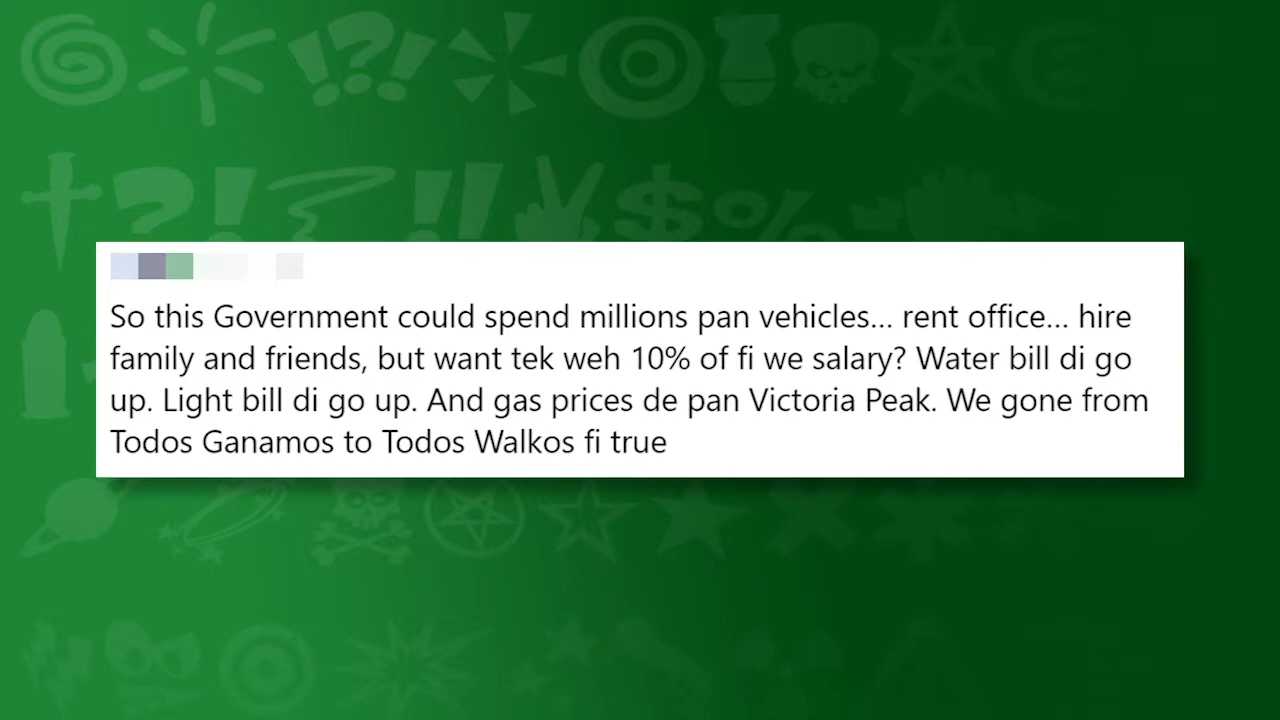 So this Government could spend millions pan vehicles... rent office... hire
family and friends, but want tek weh 10% of fi we salary? Water bill di go
up. Light bill di go up. And gas prices de pan Victoria Peak. We gone from
Todos Ganamos to Todos Walkos fi true